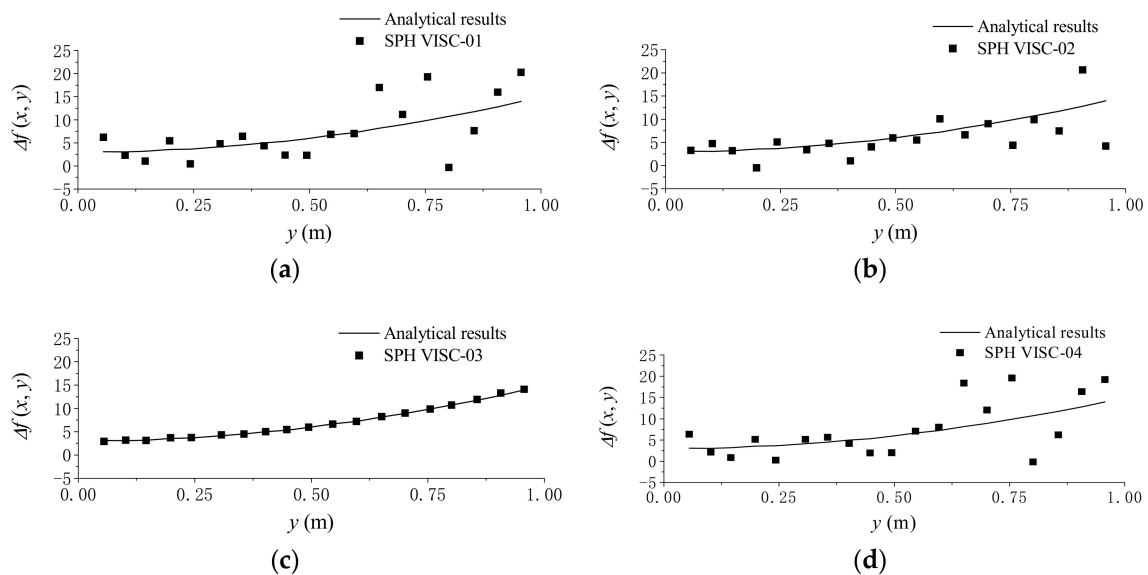 Analytical results
SPH VISC-01
Δf (x, y)
25
20
15
10
5
0
-5
0.00 0.25 0.50 0.75 1.00
y (m)
(a)
Analytical results
SPH VISC-02
Δf (x, y)
25
20
15
10
5
0
-5
0.00 0.25 0.50 0.75 1.00
y (m)
(b)
Analytical results
SPH VISC-03
Δf (x, y)
25
20
15
10
5
0
-5
0.00 0.25 0.50 0.75 1.00
y (m)
(c)
Analytical results
SPH VISC-04
Δf (x, y)
25
20
15
10
5
0
-5
0.00 0.25 0.50 0.75 1.00
y (m)
(d)